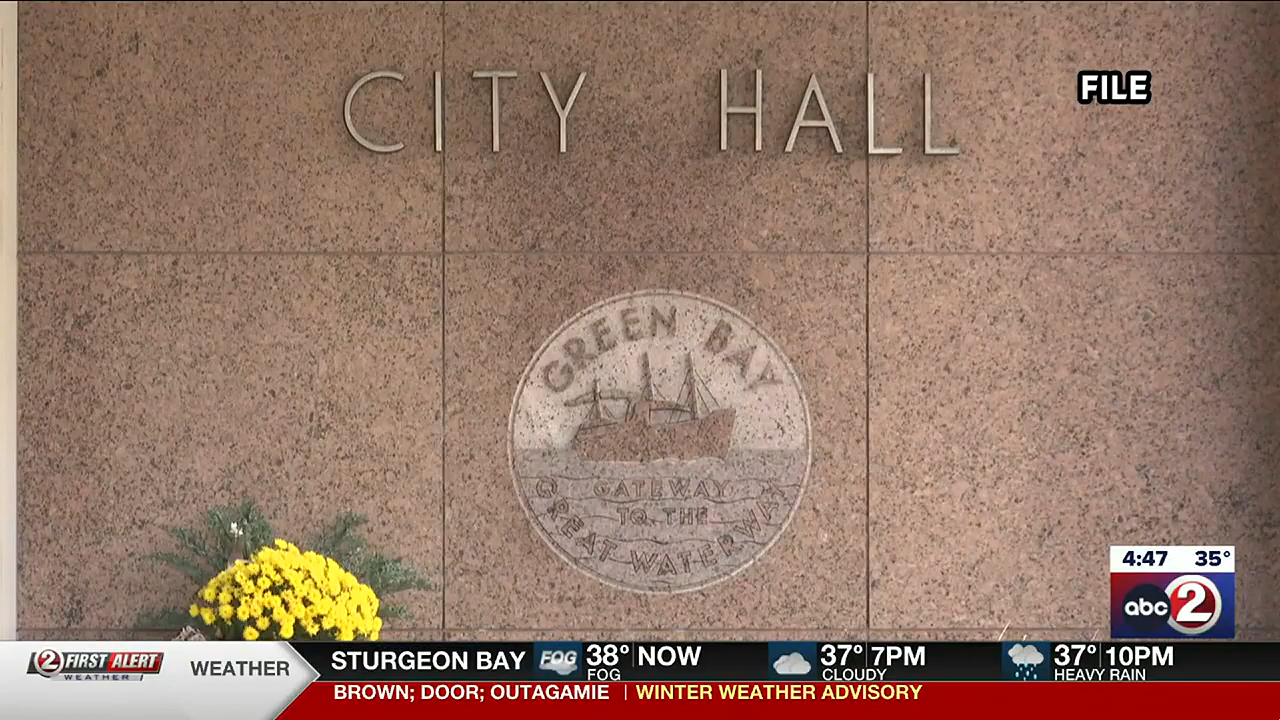 CITY HALL
FILE
GREEN BAY
GATEWAY
TO THE
GREAT WATERWAY
4:47 35°
abc 2
2 FIRST ALERT
WEATHER
WEATHER
STURGEON BAY
FOG
38° NOW
FOG
37° 7PM
CLOUDY
37° 10PM
HEAVY RAIN
BROWN; DOOR; OUTAGAMIE | WINTER WEATHER ADVISORY